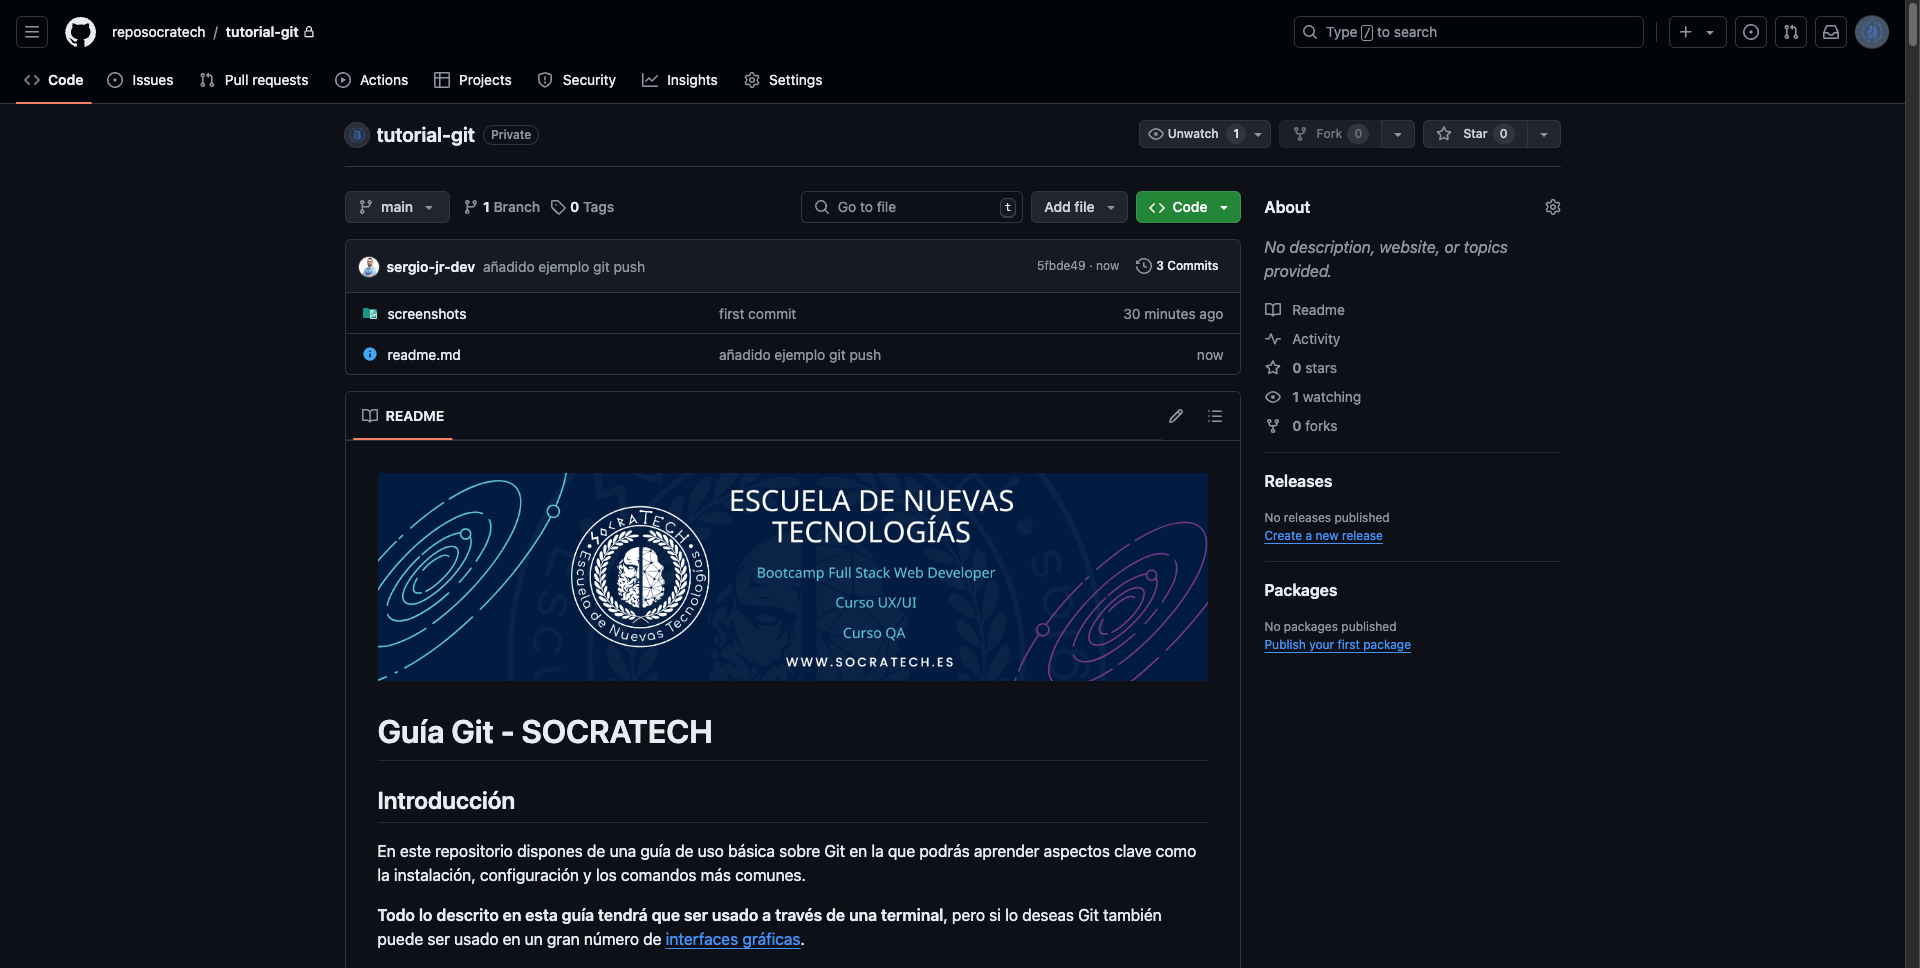 reposocratech / tutorial-git
Type / to search
Code Issues Pull requests Actions Projects Security Insights Settings
tutorial-git Private
Unwatch 1 Fork 0 Star 0
main 1 Branch 0 Tags
Go to file t Add file Code
sergio-jr-dev añadido ejemplo git push 5fbde49 · now 3 Commits
screenshots first commit 30 minutes ago
readme.md añadido ejemplo git push now
README
SOCRATECH
Escuela de Nuevas Tecnologías
ESCUELA DE NUEVAS
TECNOLOGÍAS
Bootcamp Full Stack Web Developer
Curso UX/UI
Curso QA
WWW.SOCRATECH.ES
Guía Git - SOCRATECH
Introducción
En este repositorio dispones de una guía de uso básica sobre Git en la que podrás aprender aspectos clave como
la instalación, configuración y los comandos más comunes.
Todo lo descrito en esta guía tendrá que ser usado a través de una terminal, pero si lo deseas Git también
puede ser usado en un gran número de interfaces gráficas.
About
No description, website, or topics
provided.
Readme
Activity
0 stars
1 watching
0 forks
Releases
No releases published
Create a new release
Packages
No packages published
Publish your first package